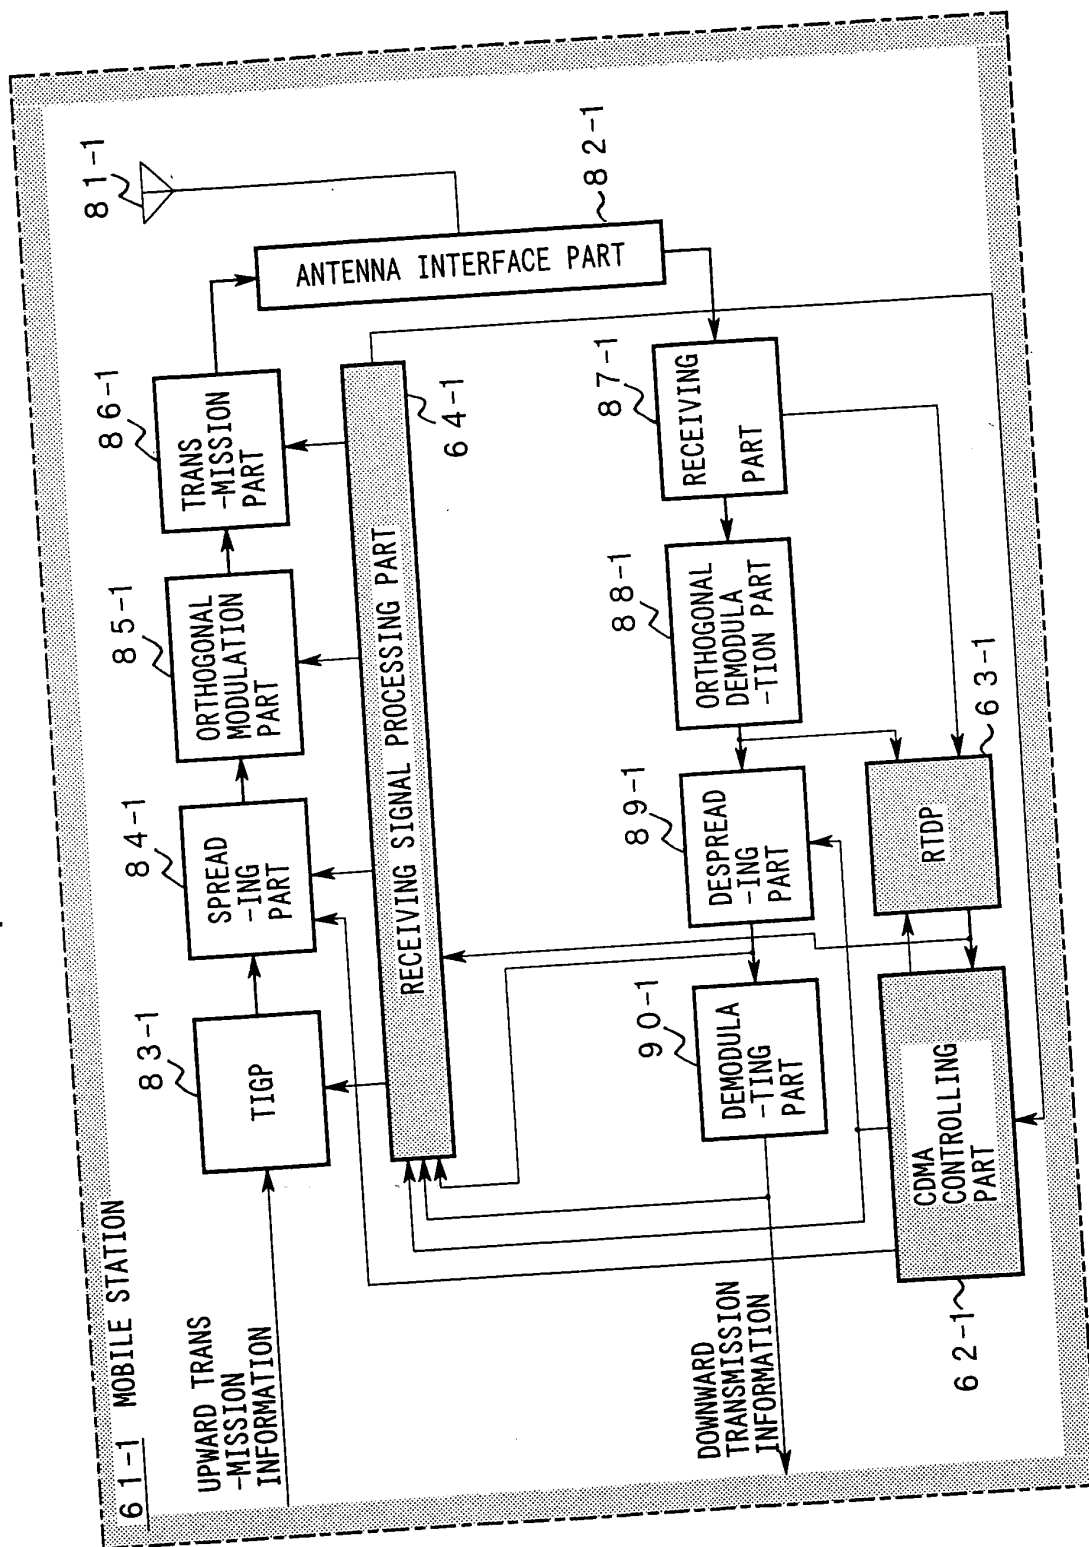 61-1 MOBILE STATION
UPWARD TRANS
-MISSION
INFORMATION
83-1
TIGP
84-1
SPREAD
-ING
PART
85-1
ORTHOGONAL
MODULATION
PART
86-1
TRANS
-MISSION
PART
81-1
ANTENNA INTERFACE PART
82-1
RECEIVING SIGNAL PROCESSING PART
64-1
87-1
RECEIVING
PART
88-1
ORTHOGONAL
DEMODULA
-TION PART
89-1
DESPREAD
-ING
PART
90-1
DEMODULA
-TING
PART
DOWNWARD
TRANSMISSION
INFORMATION
63-1
RTDP
CDMA
CONTROLLING
PART
62-1